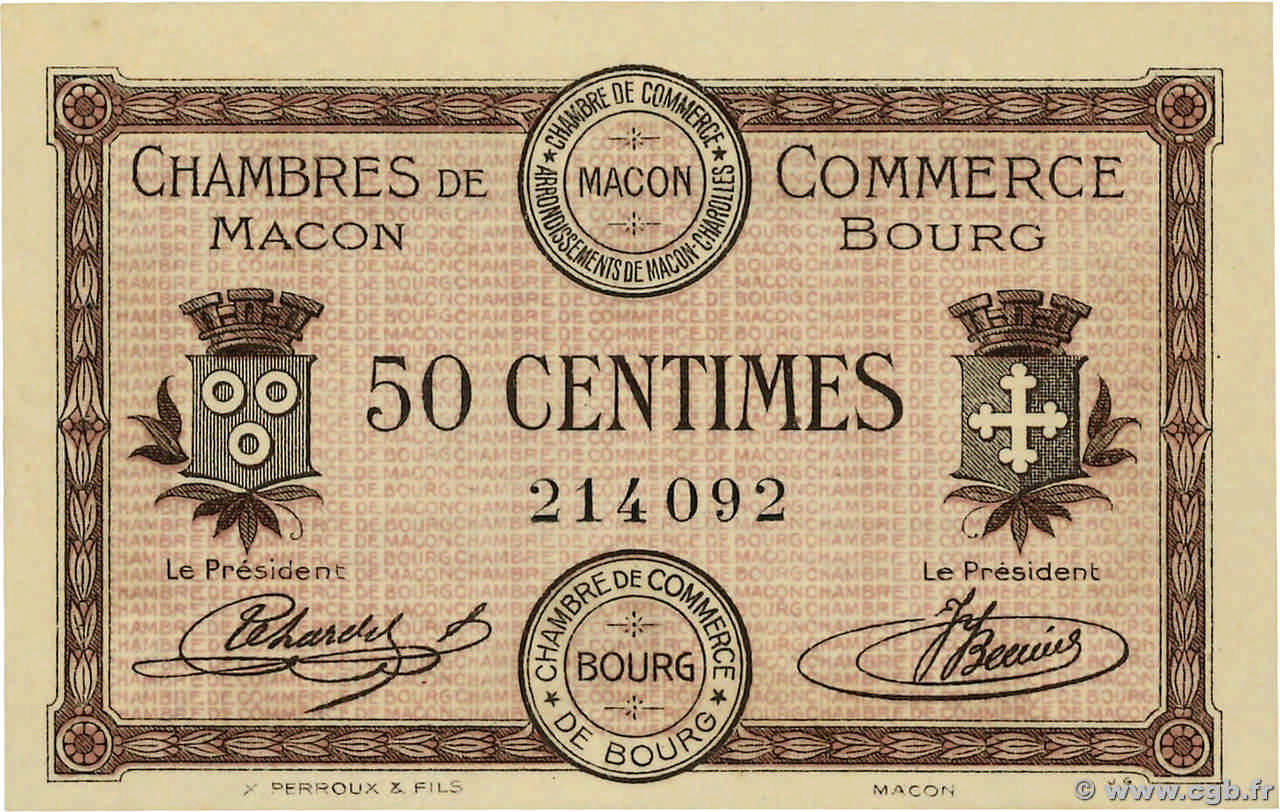 CHAMBRE DE COMMERCE
MACON
ARRONDISSEMENTS DE MACON-CHAROLLES
CHAMBRES DE COMMERCE
MACON BOURG
50 CENTIMES
214092
Le Président
Le Président
CHAMBRE DE COMMERCE
BOURG
DE BOURG
PERROUX & FILS
MACON
© www.cgb.fr